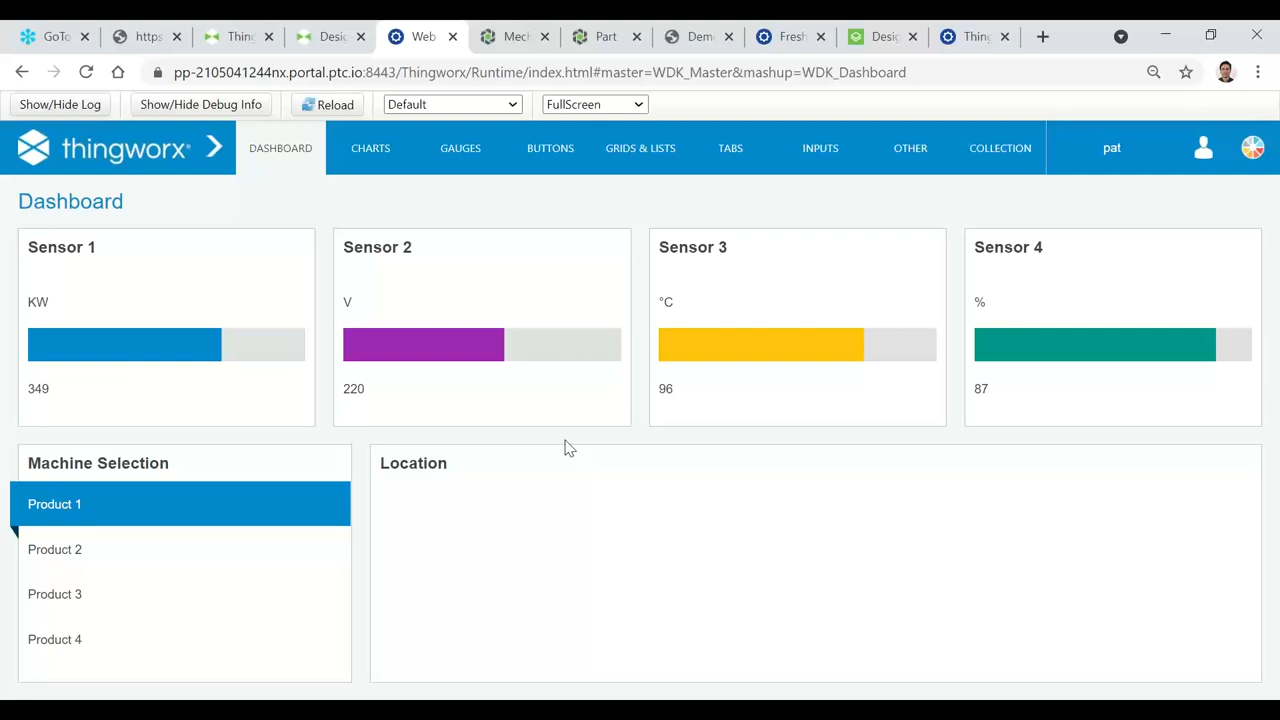 GoTo https Thing Desig Web Mech Part Dem Fresh Desig Thing
pp-2105041244nx.portal.ptc.io:8443/Thingworx/Runtime/index.html#master=WDK_Master&mashup=WDK_Dashboard
Show/Hide Log Show/Hide Debug Info Reload Default FullScreen
thingworx DASHBOARD CHARTS GAUGES BUTTONS GRIDS & LISTS TABS INPUTS OTHER COLLECTION pat
Dashboard
Sensor 1 Sensor 2 Sensor 3 Sensor 4
KW V °C %
349 220 96 87
Machine Selection Location
Product 1
Product 2
Product 3
Product 4